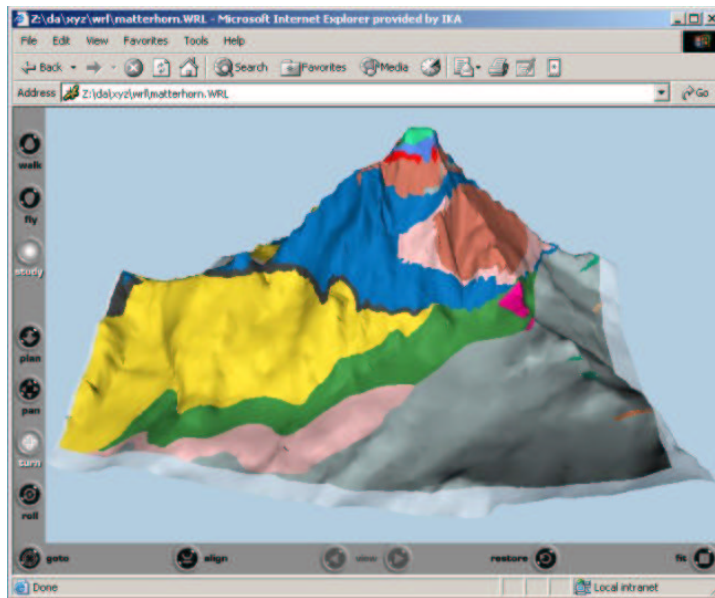 Z:\da\xyz\wrl\matterhorn.WRL - Microsoft Internet Explorer provided by IKA
File Edit View Favorites Tools Help
Back Search Favorites Media
Address Z:\da\xyz\wrl\matterhorn.WRL Go
walk
fly
study
plan
pan
turn
roll
goto align view restore fit
Done Local intranet